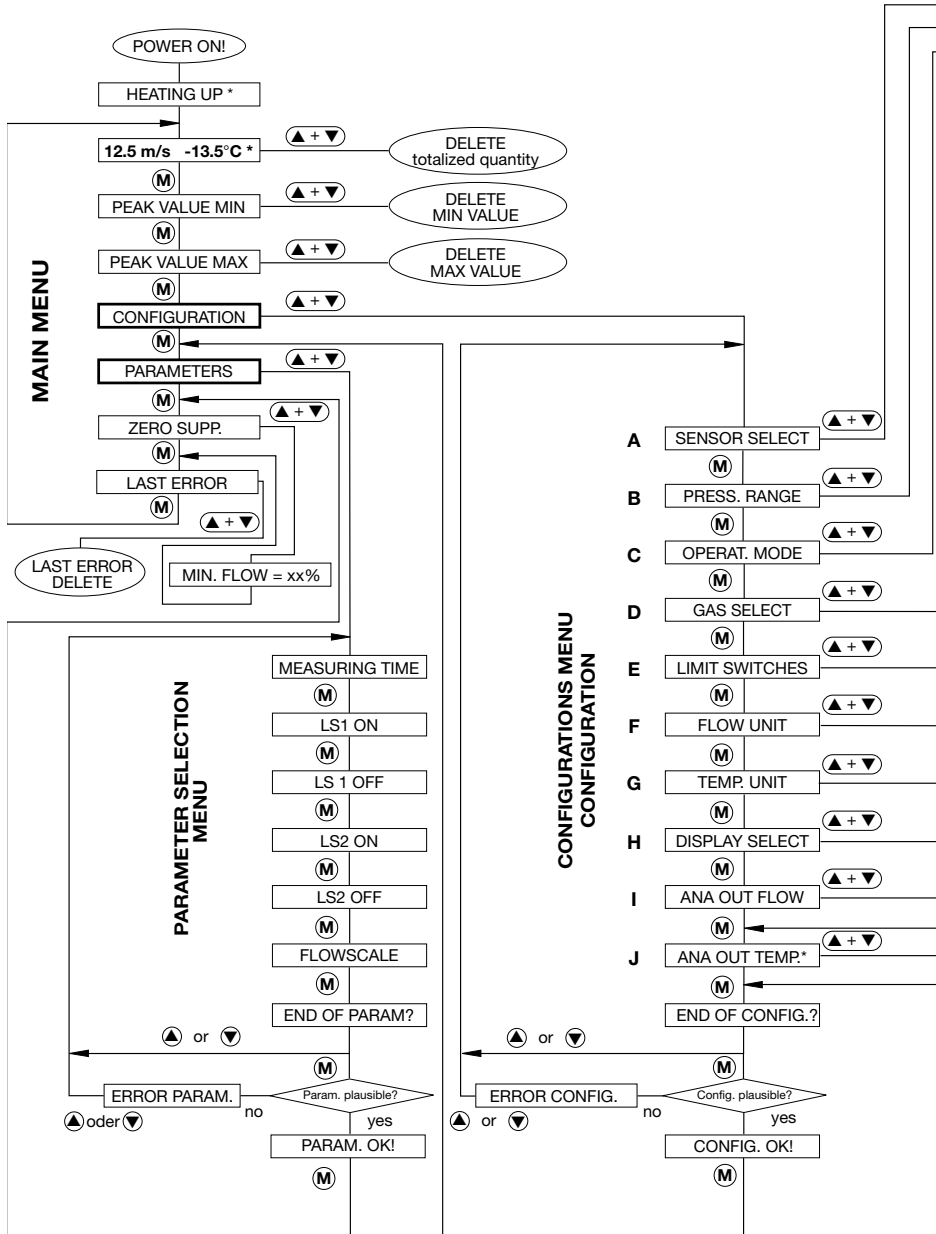 POWER ON!
HEATING UP *
12.5 m/s -13.5°C *
▲ + ▼
DELETE
totalized quantity
M
PEAK VALUE MIN
▲ + ▼
DELETE
MIN VALUE
M
PEAK VALUE MAX
▲ + ▼
DELETE
MAX VALUE
M
CONFIGURATION
▲ + ▼
M
PARAMETERS
▲ + ▼
M
ZERO SUPP.
▲ + ▼
M
LAST ERROR
M
▲ + ▼
LAST ERROR
DELETE
MIN. FLOW = xx%
MAIN MENU
PARAMETER SELECTION
MENU
MEASURING TIME
M
LS1 ON
M
LS 1 OFF
M
LS2 ON
M
LS2 OFF
M
FLOWSCALE
M
END OF PARAM?
▲ or ▼
M
ERROR PARAM.
no
Param. plausible?
▲ oder ▼
yes
PARAM. OK!
M
CONFIGURATIONS MENU
CONFIGURATION
A SENSOR SELECT ▲ + ▼
M
B PRESS. RANGE ▲ + ▼
M
C OPERAT. MODE ▲ + ▼
M
D GAS SELECT ▲ + ▼
M
E LIMIT SWITCHES ▲ + ▼
M
F FLOW UNIT ▲ + ▼
M
G TEMP. UNIT ▲ + ▼
M
H DISPLAY SELECT ▲ + ▼
M
I ANA OUT FLOW ▲ + ▼
M
J ANA OUT TEMP.* ▲ + ▼
M
END OF CONFIG.?
▲ or ▼
M
ERROR CONFIG.
no
Config. plausible?
▲ or ▼
yes
CONFIG. OK!
M